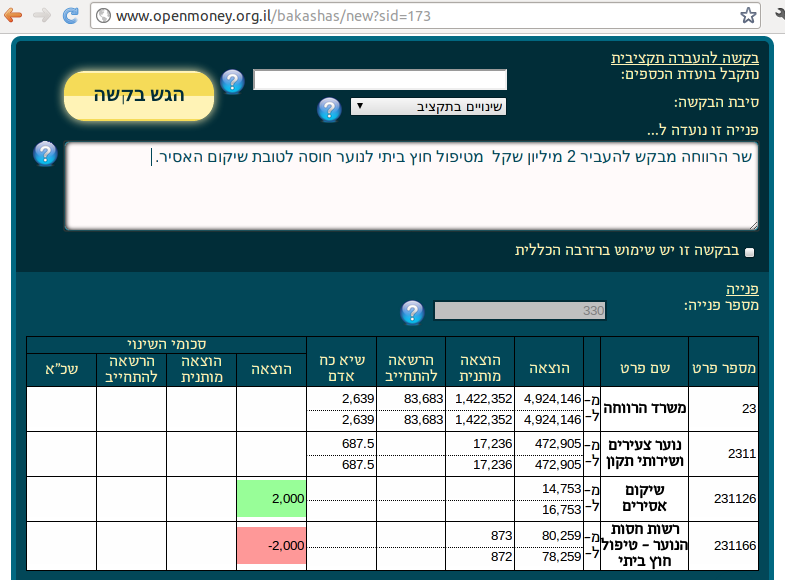 www.openmoney.org.il/bakashas/new?sid=173
בקשה להעברה תקציבית
נתקבל בועדת הכספים:
הגש בקשה
סיבת הבקשה:
שינויים בתקציב
פנייה זו נועדה ל...
שר הרווחה מבקש להעביר 2 מיליון שקל מטיפול חוץ ביתי לנוער חוסה לטובת שיקום האסיר.
בבקשה זו יש שימוש ברזרבה הכללית
פנייה
מספר פנייה:
330
סכומי השינוי
מספר פרט שם פרט הוצאה הוצאה מותנית הרשאה להתחייב שיא כח אדם הוצאה הוצאה מותנית הרשאה להתחייב שכ"א
23 משרד הרווחה מ- 4,924,146 1,422,352 83,683 2,639
ל- 4,924,146 1,422,352 83,683 2,639
2311 נוער צעירים ושירותי תקון מ- 472,905 17,236 687.5
ל- 472,905 17,236 687.5
231126 שיקום אסירים מ- 14,753 2,000
ל- 16,753
231166 רשות חסות הנוער - טיפול חוץ ביתי מ- 80,259 873 -2,000
ל- 78,259 872